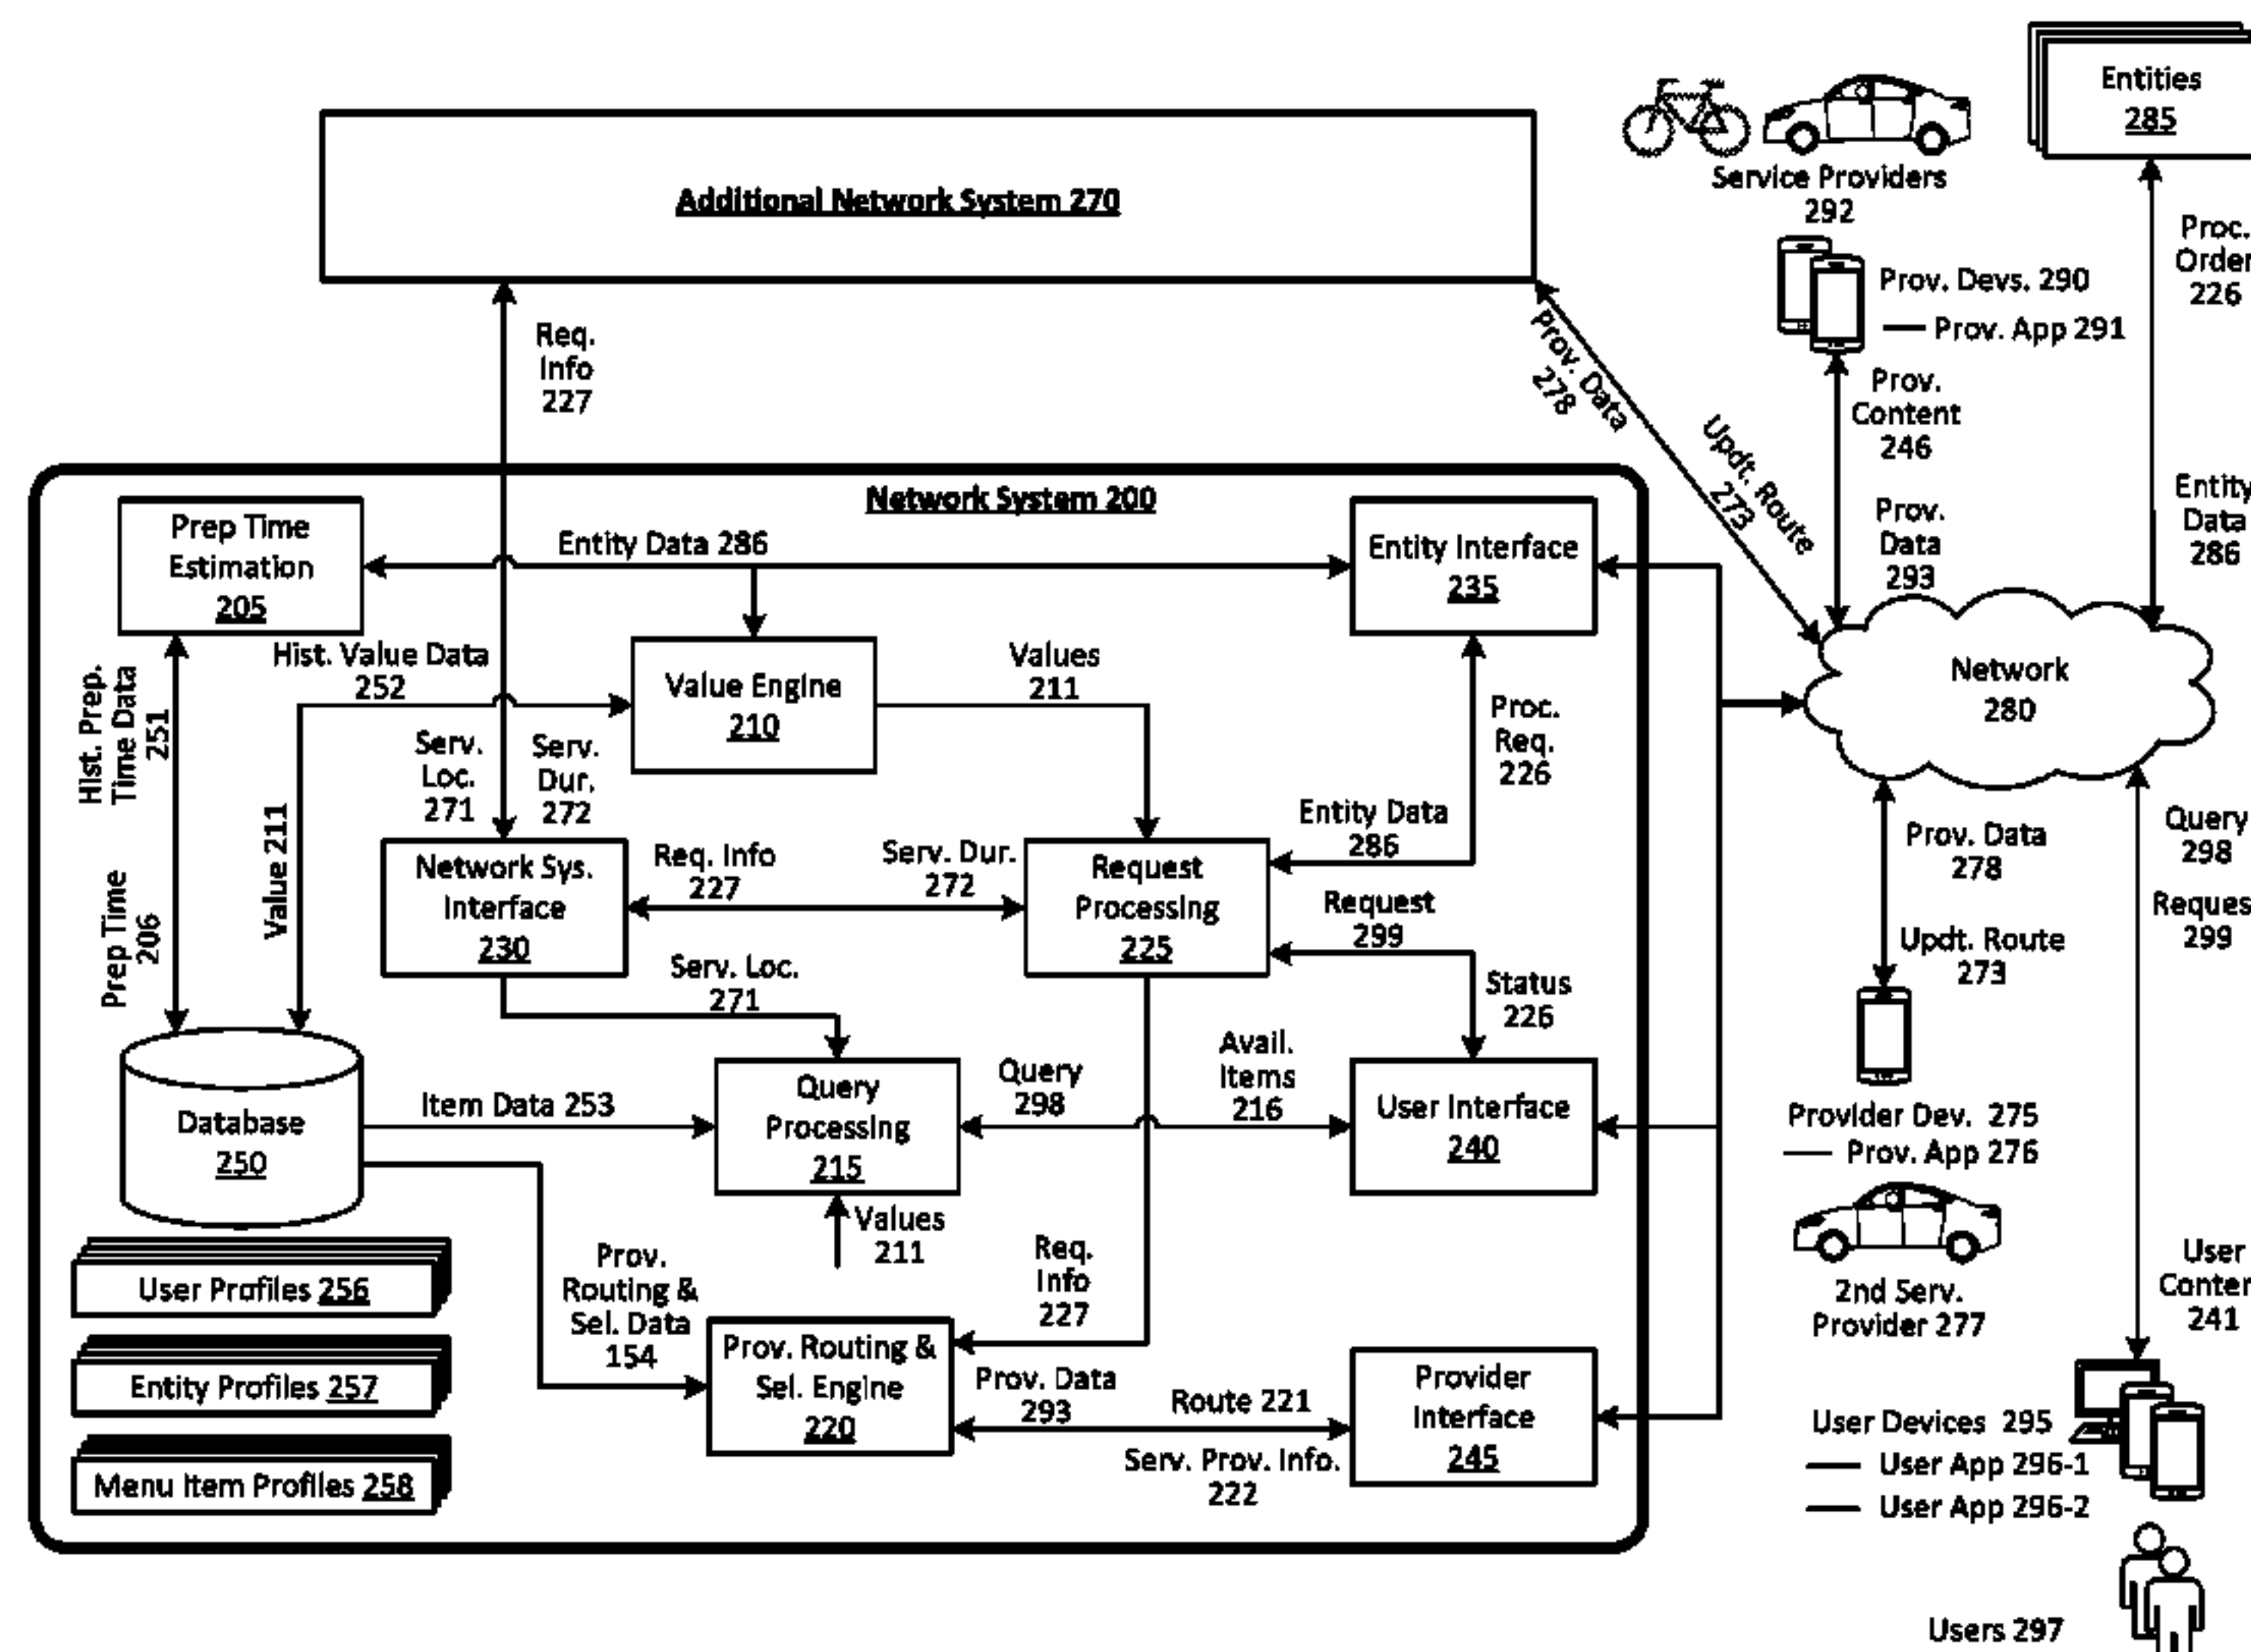 Entities
285
Additional Network System 270
Service Providers
292
Prov. Devs. 290
Prov. App 291
Proc.
Order
226
Req.
Info
227
Prov. Data
278
Updt. Route
273
Prov.
Content
246
Prov.
Data
293
Entity
Data
286
Network System 200
Prep Time
Estimation
205
Entity Data 286
Entity Interface
235
Hist. Prep.
Time Data
251
Hist. Value Data
252
Value Engine
210
Values
211
Proc.
Req.
226
Network
280
Serv.
Loc.
271
Serv.
Dur.
272
Value 211
Prep Time
206
Network Sys.
Interface
230
Req. Info
227
Serv. Dur.
272
Request
Processing
225
Entity Data
286
Request
299
Status
226
Prov. Data
278
Updt. Route
273
Query
298
Reques
299
Serv. Loc.
271
Database
250
Item Data 253
Query
Processing
215
Query
298
Avail.
Items
216
User Interface
240
Values
211
Provider Dev. 275
Prov. App 276
2nd Serv.
Provider 277
User
Conter
241
User Profiles 256
Entity Profiles 257
Menu Item Profiles 258
Prov.
Routing &
Sel. Data
154
Prov. Routing &
Sel. Engine
220
Req.
Info
227
Prov. Data
293
Route 221
Serv. Prov. Info.
222
Provider
Interface
245
User Devices 295
User App 296-1
User App 296-2
Users 297